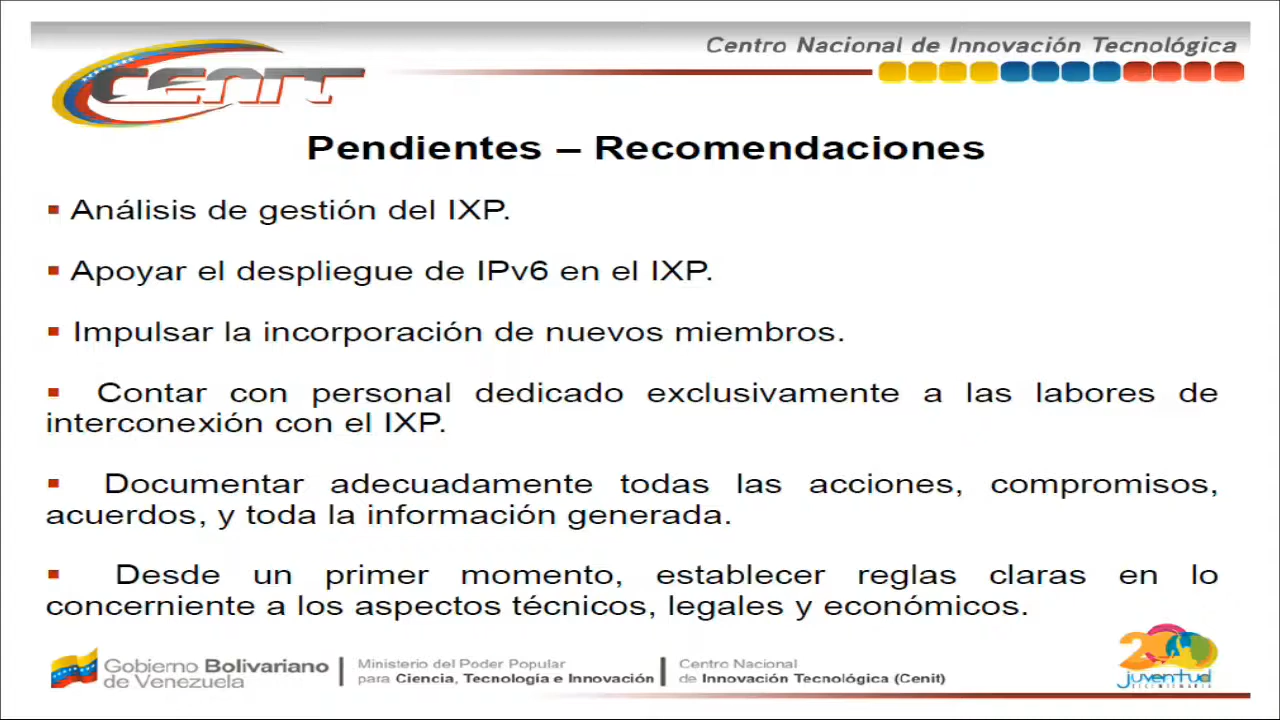 Centro Nacional de Innovación Tecnológica
CENIT
Pendientes – Recomendaciones
▪ Análisis de gestión del IXP.
▪ Apoyar el despliegue de IPv6 en el IXP.
▪ Impulsar la incorporación de nuevos miembros.
▪ Contar con personal dedicado exclusivamente a las labores de
interconexión con el IXP.
▪ Documentar adecuadamente todas las acciones, compromisos,
acuerdos, y toda la información generada.
▪ Desde un primer momento, establecer reglas claras en lo
concerniente a los aspectos técnicos, legales y económicos.
Gobierno Bolivariano
de Venezuela
Ministerio del Poder Popular
para Ciencia, Tecnología e Innovación
Centro Nacional
de Innovación Tecnológica (Cenit)
200
juventud
BICENTENARIA